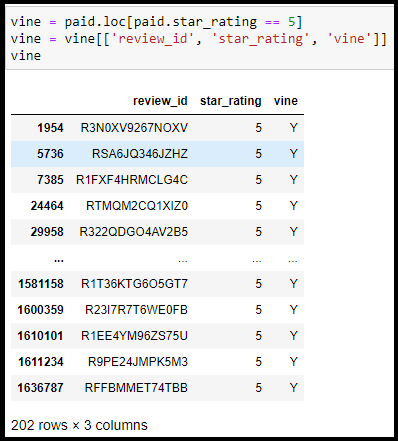 vine = paid.loc[paid.star_rating == 5]
vine = vine[['review_id', 'star_rating', 'vine']]
vine
review_id star_rating vine
1954 R3N0XV9267NOXV 5 Y
5736 RSA6JQ346JZHZ 5 Y
7385 R1FXF4HRMCLG4C 5 Y
24464 RTMQM2CQ1XIZ0 5 Y
29958 R322QDGO4AV2B5 5 Y
... ... ... ...
1581158 R1T36KTG6O5GT7 5 Y
1600359 R23I7R7T6WE0FB 5 Y
1610101 R1EE4YM96ZS75U 5 Y
1611234 R9PE24JMPK5M3 5 Y
1636787 RFFBMMET74TBB 5 Y
202 rows × 3 columns